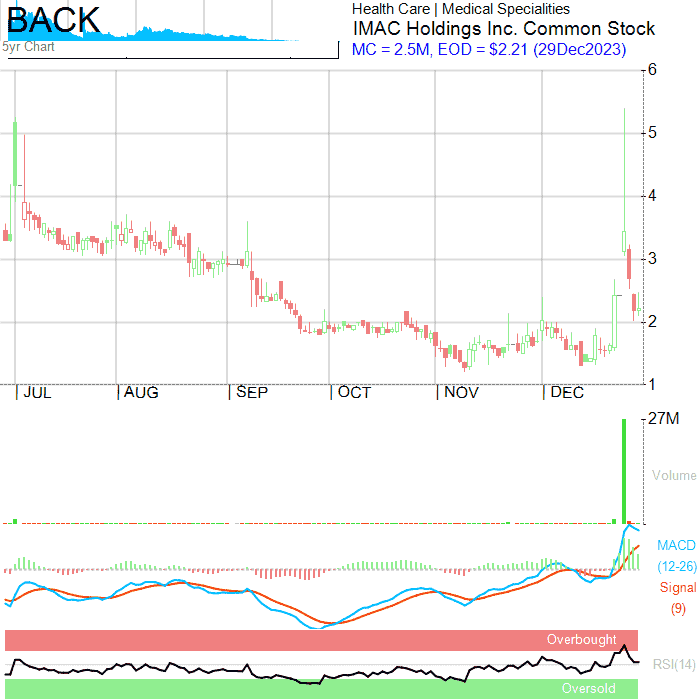 BACK
5yr Chart
Health Care | Medical Specialities
IMAC Holdings Inc. Common Stock
MC = 2.5M, EOD = $2.21 (29Dec2023)
6
5
4
3
2
1
JUL AUG SEP OCT NOV DEC
27M
Volume
MACD
(12-26)
Signal
(9)
Overbought
RSI(14)
Oversold